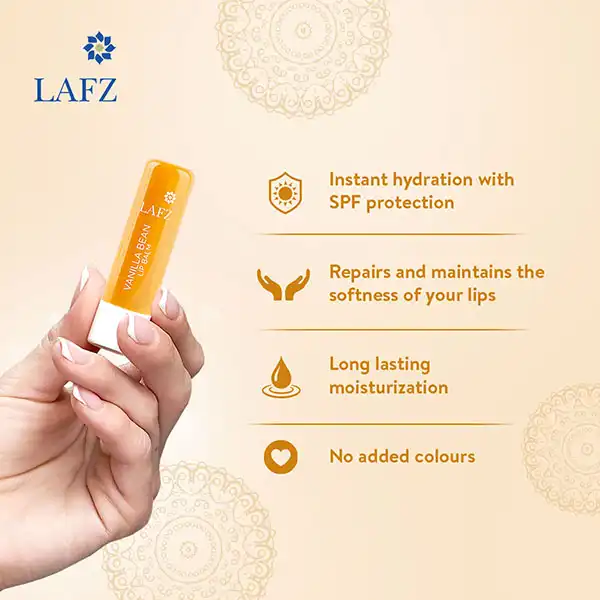 LAFZ
LAFZ
VANILLA BEAN
LIP BALM
Instant hydration with
SPF protection
Repairs and maintains the
softness of your lips
Long lasting
moisturization
No added colours